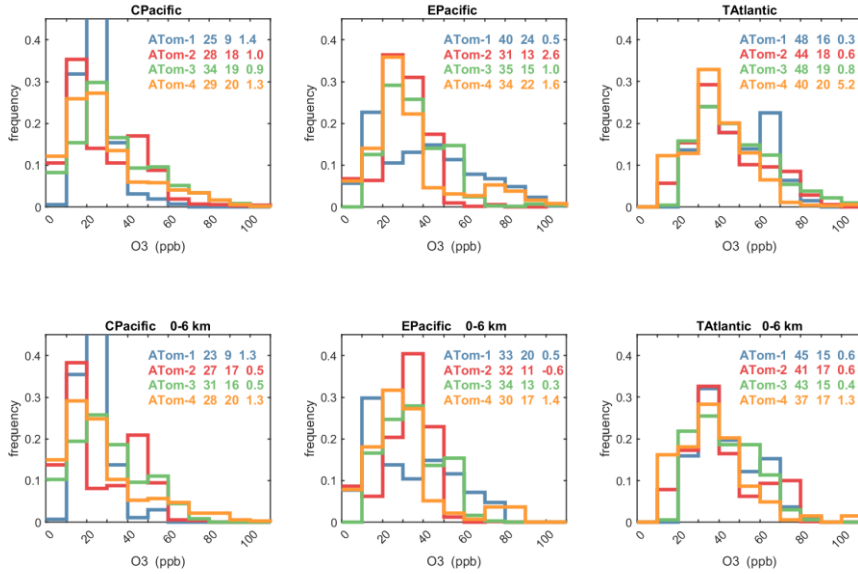 CPacific
ATom-1 25 9 1.4
ATom-2 28 18 1.0
ATom-3 34 19 0.9
ATom-4 29 20 1.3
frequency
0.4
0.3
0.2
0.1
0
0 20 40 60 80 100
O3 (ppb)
EPacific
ATom-1 40 24 0.5
ATom-2 31 13 2.6
ATom-3 35 15 1.0
ATom-4 34 22 1.6
frequency
0.4
0.3
0.2
0.1
0
0 20 40 60 80 100
O3 (ppb)
TAtlantic
ATom-1 48 16 0.3
ATom-2 44 18 0.6
ATom-3 48 19 0.8
ATom-4 40 20 5.2
frequency
0.4
0.3
0.2
0.1
0
0 20 40 60 80 100
O3 (ppb)
CPacific 0-6 km
ATom-1 23 9 1.3
ATom-2 27 17 0.5
ATom-3 31 16 0.5
ATom-4 28 20 1.3
frequency
0.4
0.3
0.2
0.1
0
0 20 40 60 80 100
O3 (ppb)
EPacific 0-6 km
ATom-1 33 20 0.5
ATom-2 32 11 -0.6
ATom-3 34 13 0.3
ATom-4 30 17 1.4
frequency
0.4
0.3
0.2
0.1
0
0 20 40 60 80 100
O3 (ppb)
TAtlantic 0-6 km
ATom-1 45 15 0.6
ATom-2 41 17 0.6
ATom-3 43 15 0.4
ATom-4 37 17 1.3
frequency
0.4
0.3
0.2
0.1
0
0 20 40 60 80 100
O3 (ppb)